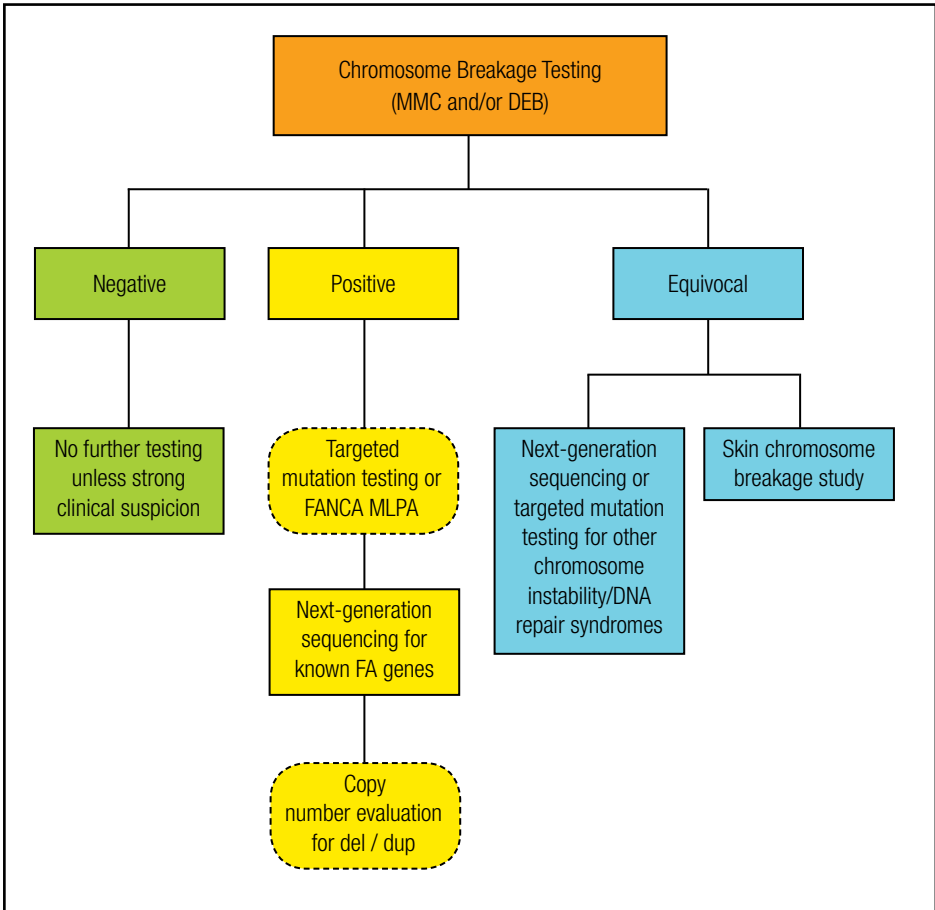 Chromosome Breakage Testing
(MMC and/or DEB)
Negative
Positive
Equivocal
No further testing
unless strong
clinical suspicion
Targeted
mutation testing or
FANCA MLPA
Next-generation
sequencing or
targeted mutation
testing for other
chromosome
instability/DNA
repair syndromes
Skin chromosome
breakage study
Next-generation
sequencing for
known FA genes
Copy
number evaluation
for del / dup